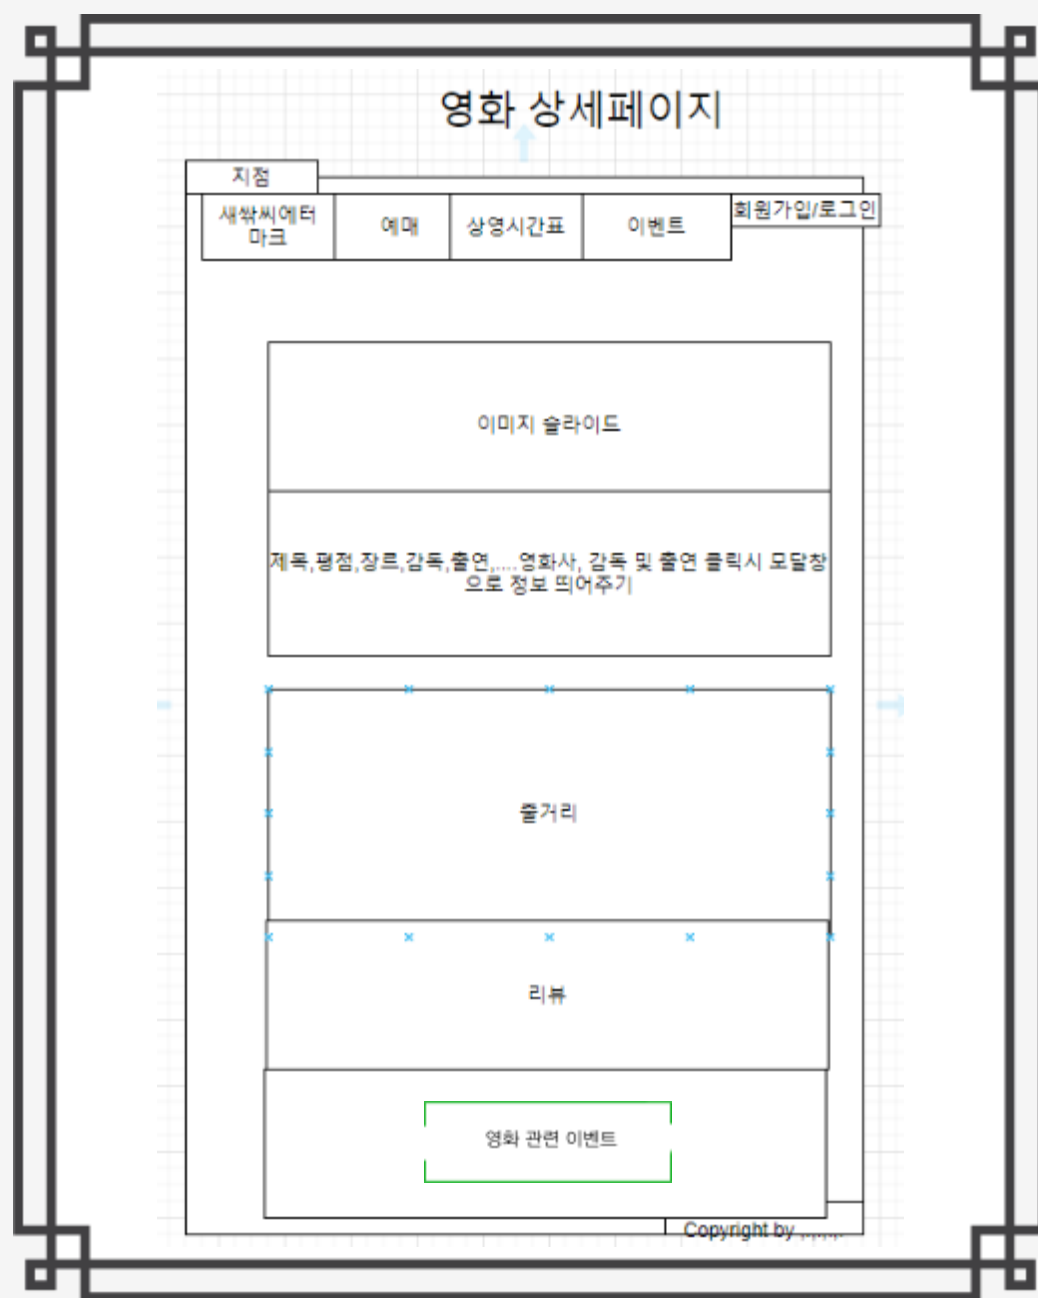 영화 상세페이지
지점
새싹씨에터
마크
예매
상영시간표
이벤트
회원가입/로그인
이미지 슬라이드
제목,평점,장르,감독,출연,....영화사, 감독 및 출연 클릭시 모달창
으로 정보 띄어주기
줄거리
리뷰
영화 관련 이벤트
Copyright by